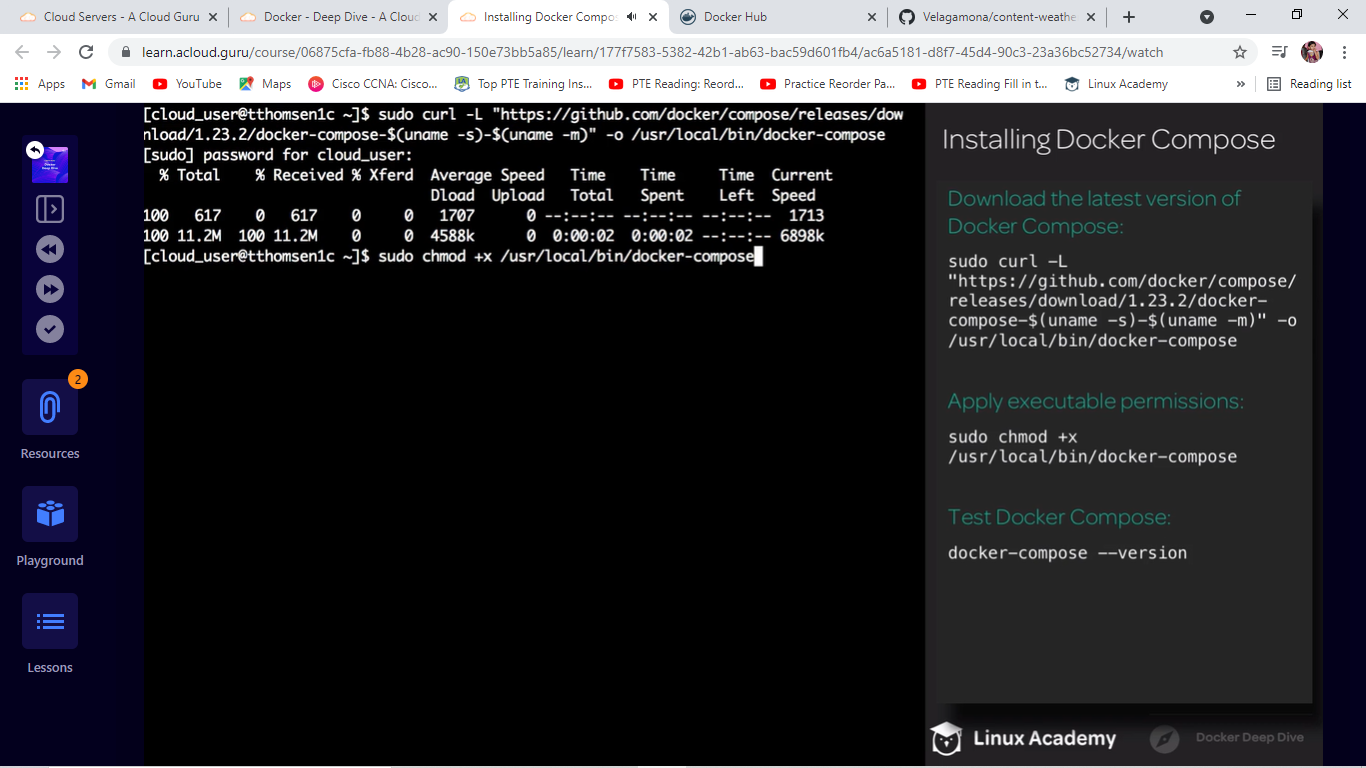 Cloud Servers - A Cloud Guru
Docker - Deep Dive - A Cloud
Installing Docker Compo
Docker Hub
Velagamona/content-weathe
learn.acloud.guru/course/06875cfa-fb88-4b28-ac90-150e73bb5a85/learn/177f7583-5382-42b1-ab63-bac59d601fb4/ac6a5181-d8f7-45d4-90c3-23a36bc52734/watch
Apps
Gmail
YouTube
Maps
Cisco CCNA: Cisco...
Top PTE Training Ins...
PTE Reading: Reord...
Practice Reorder Pa...
PTE Reading Fill in t...
Linux Academy
»
Reading list
[cloud_user@tthomsen1c ~]$ sudo curl -L "https://github.com/docker/compose/releases/dow
nload/1.23.2/docker-compose-$(uname -s)-$(uname -m)" -o /usr/local/bin/docker-compose
[sudo] password for cloud_user:
% Total % Received % Xferd Average Speed Time Time Time Current
Dload Upload Total Spent Left Speed
100 617 0 617 0 0 1707 0 --:--:-- --:--:-- --:--:-- 1713
100 11.2M 100 11.2M 0 0 4588k 0 0:00:02 0:00:02 --:--:-- 6898k
[cloud_user@tthomsen1c ~]$ sudo chmod +x /usr/local/bin/docker-compose
2
Resources
Playground
Lessons
Installing Docker Compose
Download the latest version of
Docker Compose:
sudo curl -L
"https://github.com/docker/compose/
releases/download/1.23.2/docker-
compose-$(uname -s)-$(uname -m)" -o
/usr/local/bin/docker-compose
Apply executable permissions:
sudo chmod +x
/usr/local/bin/docker-compose
Test Docker Compose:
docker-compose --version
Linux Academy
Docker Deep Dive